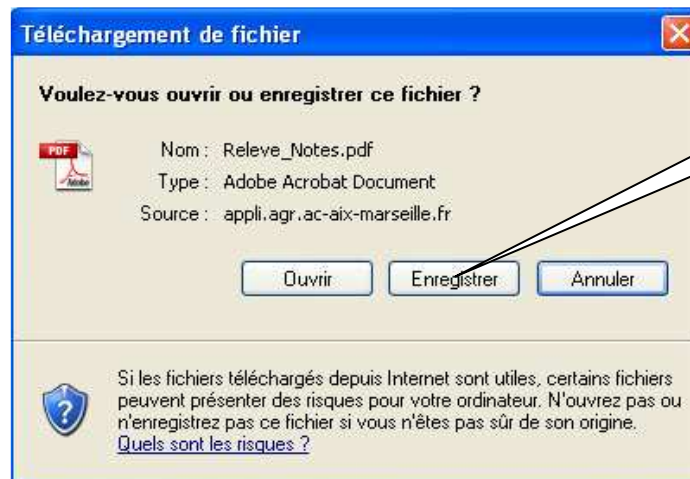 Téléchargement de fichier
Voulez-vous ouvrir ou enregistrer ce fichier ?
PDF
Adobe
Nom : Releve_Notes.pdf
Type : Adobe Acrobat Document
Source : appli.agr.ac-aix-marseille.fr
Ouvrir Enregistrer Annuler
Si les fichiers téléchargés depuis Internet sont utiles, certains fichiers
peuvent présenter des risques pour votre ordinateur. N'ouvrez pas ou
n'enregistrez pas ce fichier si vous n'êtes pas sûr de son origine.
Quels sont les risques ?